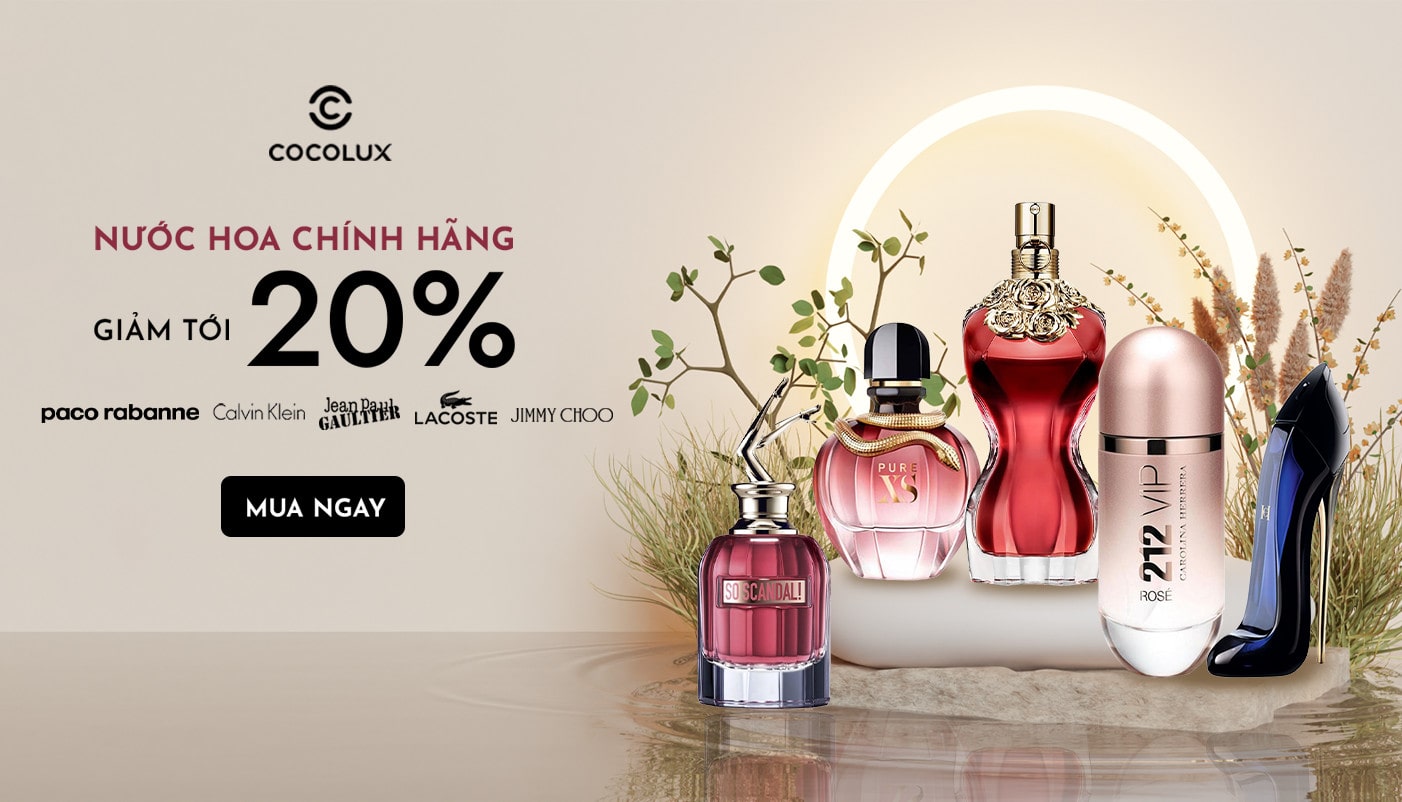 COCOLUX
NƯỚC HOA CHÍNH HÃNG
GIẢM TỚI 20%
paco rabanne Calvin Klein Jean Paul GAULTIER LACOSTE JIMMY CHOO
MUA NGAY
SO SCANDAL!
PURE
XS
212 VIP
ROSÉ
CAROLINA HERRERA